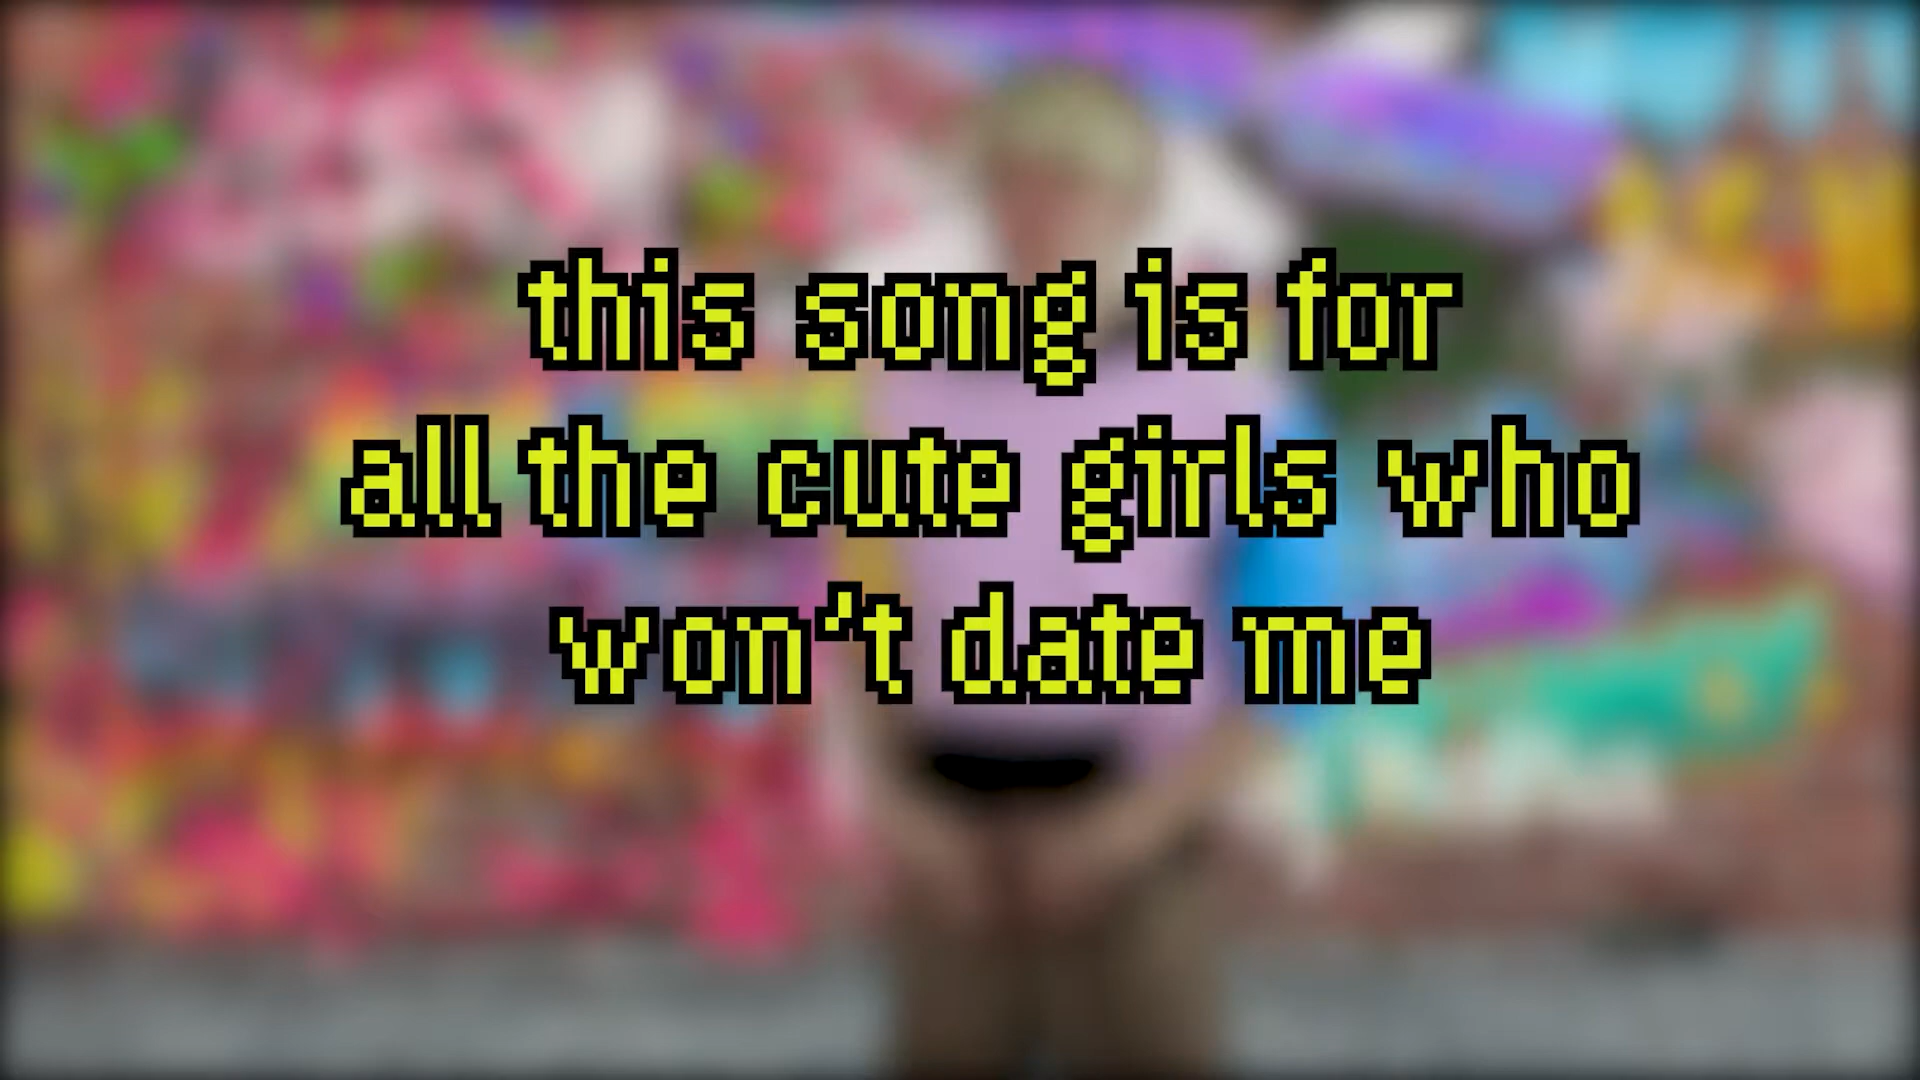 this song is for
all the cute girls who
won't date me